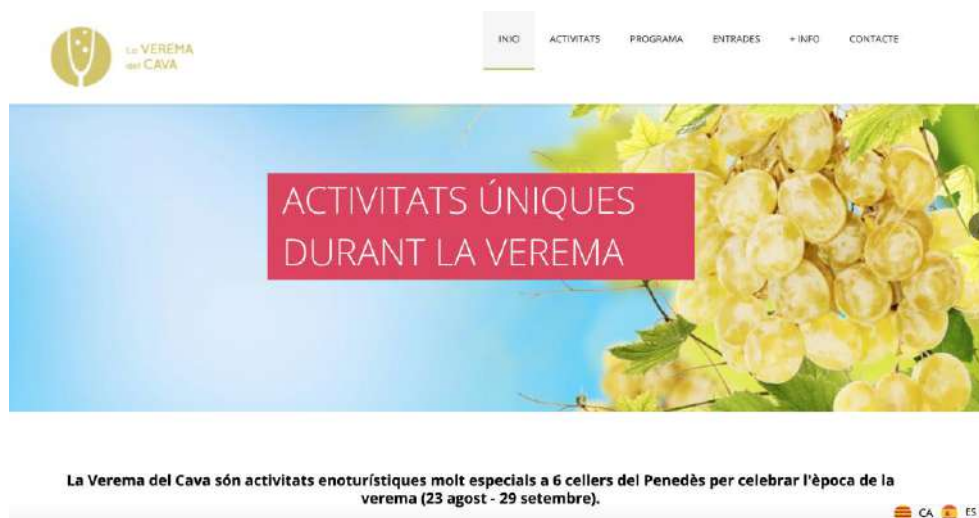 La VEREMA
del CAVA
INICI
ACTIVITATS
PROGRAMA
ENTRADES
+ INFO
CONTACTE
ACTIVITATS ÚNIQUES
DURANT LA VEREMA
La Verema del Cava són activitats enoturístiques molt especials a 6 cellers del Penedès per celebrar l'època de la
verema (23 agost - 29 setembre).
CA ES